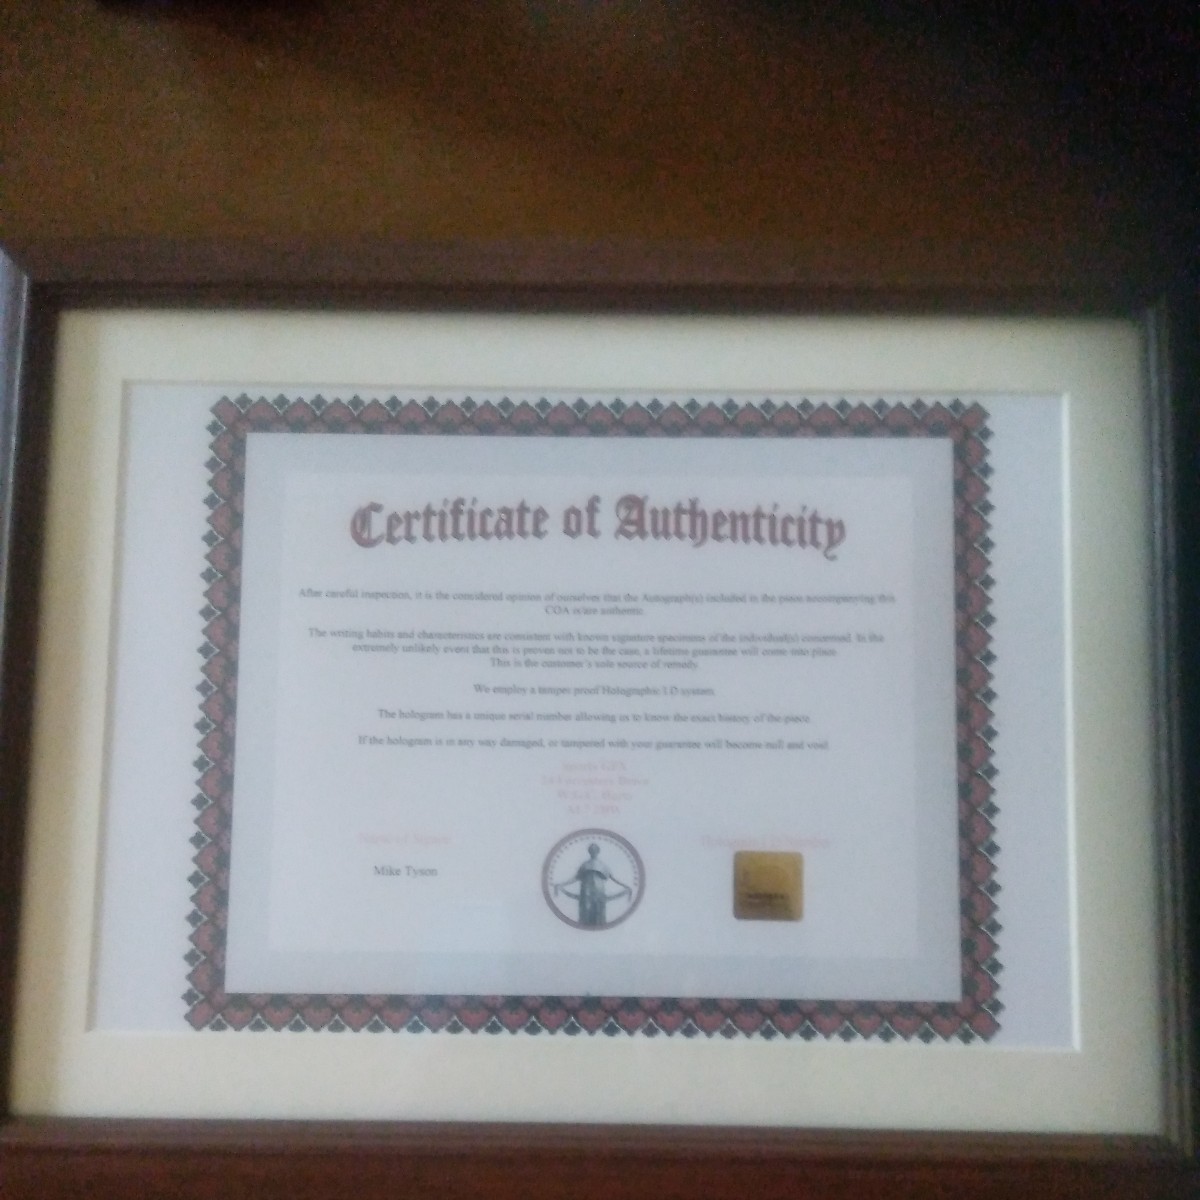 Certificate of Authenticity
After careful inspection, it is the considered opinion of ourselves that the Autograph(s) included in the piece accompanying this
COA is/are authentic.
The writing habits and characteristics are consistent with known signature specimens of the individual(s) concerned. In the
extremely unlikely event that this is proven not to be the case, a lifetime guarantee will come into place.
This is the customer's sole source of remedy.
We employ a tamper proof Holographic I.D system.
The hologram has a unique serial number allowing us to know the exact history of the piece.
If the hologram is in any way damaged, or tampered with your guarantee will become null and void.
Mike Tyson